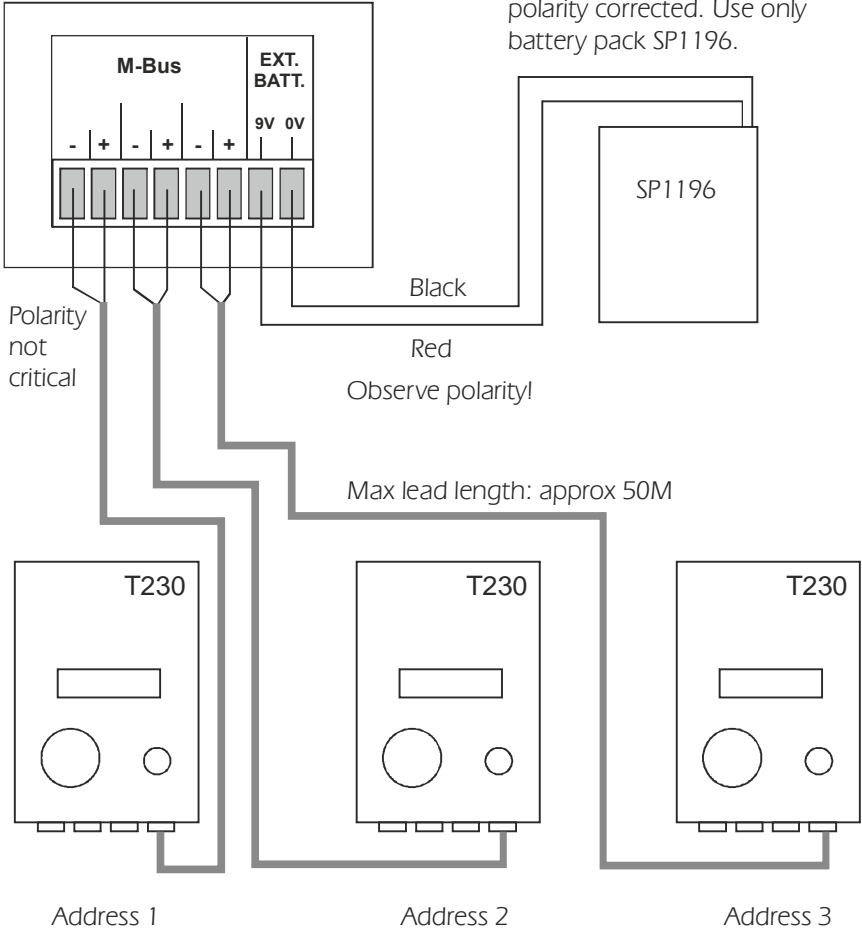 polarity corrected. Use only
battery pack SP1196.
M-Bus
EXT.
BATT.
9V 0V
- + - + - +
SP1196
Black
Polarity
not
critical
Red
Observe polarity!
Max lead length: approx 50M
T230
T230
T230
Address 1
Address 2
Address 3